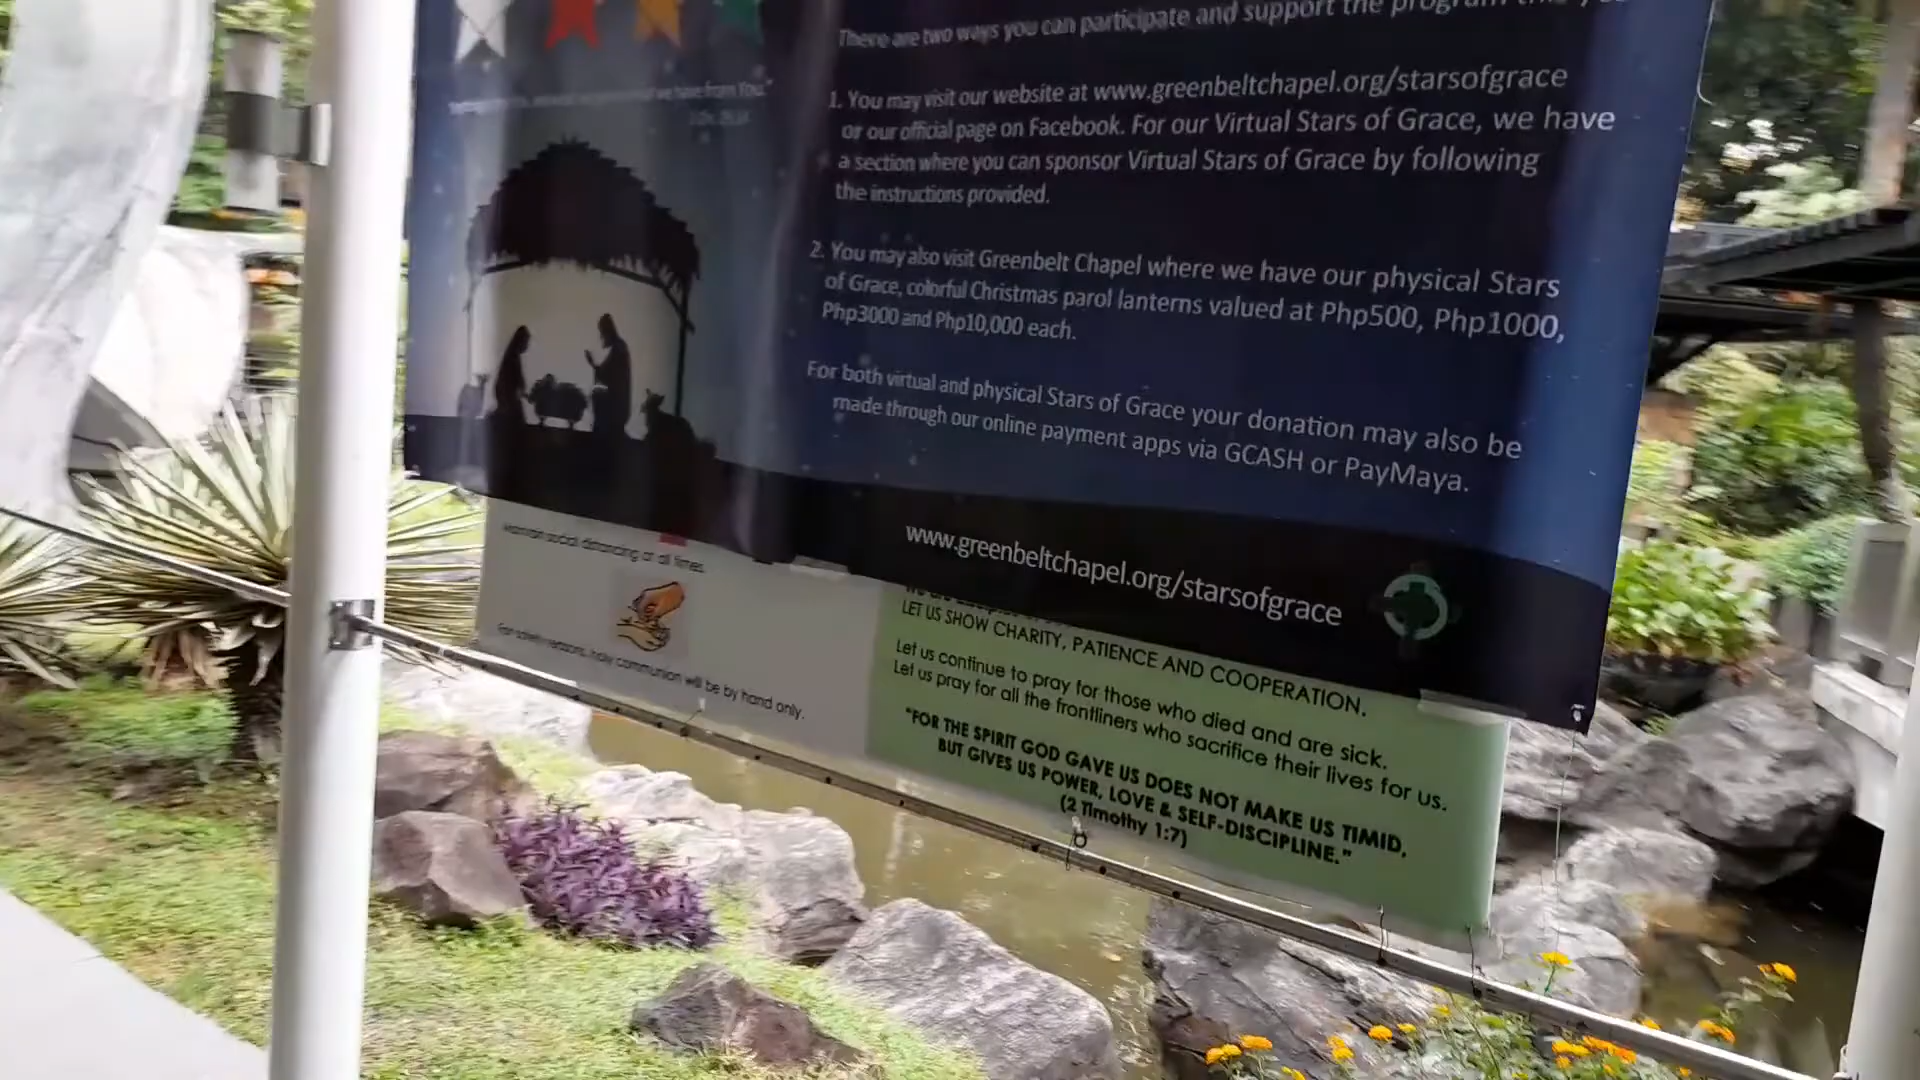 have from You."
There are two ways you can participate and support the program
1. You may visit our website at www.greenbeltchapel.org/starsofgrace
or our official page on Facebook. For our Virtual Stars of Grace, we have
a section where you can sponsor Virtual Stars of Grace by following
the instructions provided.
2. You may also visit Greenbelt Chapel where we have our physical Stars
of Grace, colorful Christmas parol lanterns valued at Php500, Php1000,
Php3000 and Php10,000 each.
For both virtual and physical Stars of Grace your donation may also be
made through our online payment apps via GCASH or PayMaya.
www.greenbeltchapel.org/starsofgrace
Maintain social distancing at all times.
For safety reasons, holy communion will be by hand only.
LET US SHOW CHARITY, PATIENCE AND COOPERATION.
Let us continue to pray for those who died and are sick.
Let us pray for all the frontliners who sacrifice their lives for us.
"FOR THE SPIRIT GOD GAVE US DOES NOT MAKE US TIMID,
BUT GIVES US POWER, LOVE & SELF-DISCIPLINE."
(2 Timothy 1:7)